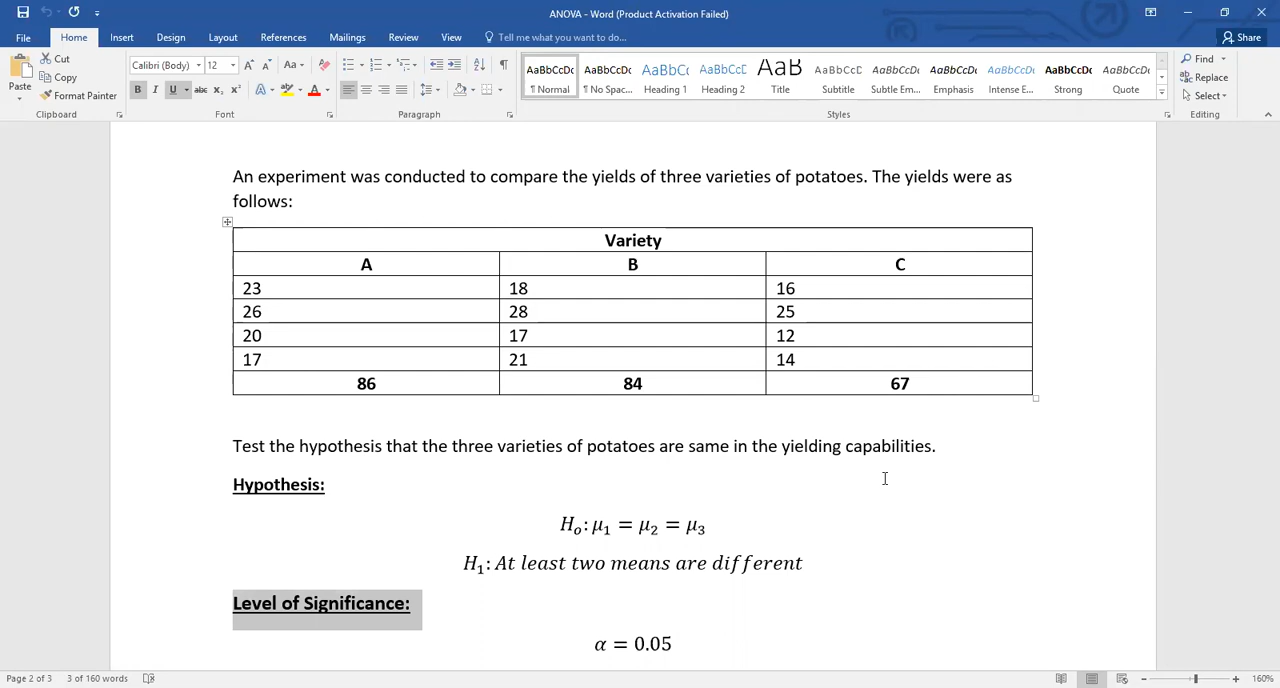 ANOVA - Word (Product Activation Failed)
File Home Insert Design Layout References Mailings Review View Tell me what you want to do... Share
Paste Cut Copy Format Painter
Calibri (Body) 12 Aa
B I U abc x₂ x² A A
AaBbCcDc AaBbCcDc AaBbCc AaBbCcE AaB AaBbCcD AaBbCcDc AaBbCcDc AaBbCcDc AaBbCcDc AaBbCcDc
¶ Normal ¶ No Spac... Heading 1 Heading 2 Title Subtitle Subtle Em... Emphasis Intense E... Strong Quote
Find
Replace
Select
Clipboard Font Paragraph Styles Editing
An experiment was conducted to compare the yields of three varieties of potatoes. The yields were as
follows:
Variety
A B C
23 18 16
26 28 25
20 17 12
17 21 14
86 84 67
Test the hypothesis that the three varieties of potatoes are same in the yielding capabilities.
Hypothesis:
Hₒ: μ₁ = μ₂ = μ₃
H₁: At least two means are different
Level of Significance:
α = 0.05
Page 2 of 3 3 of 160 words 160%